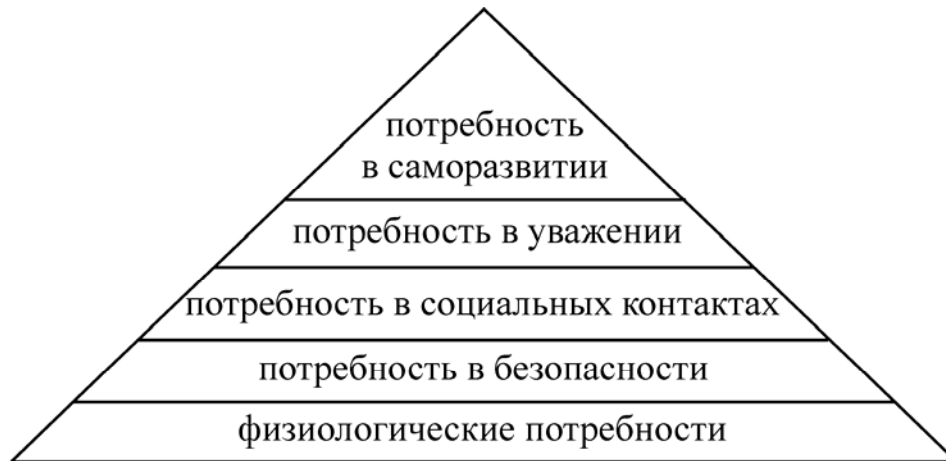 потребность
в саморазвитии
потребность в уважении
потребность в социальных контактах
потребность в безопасности
физиологические потребности